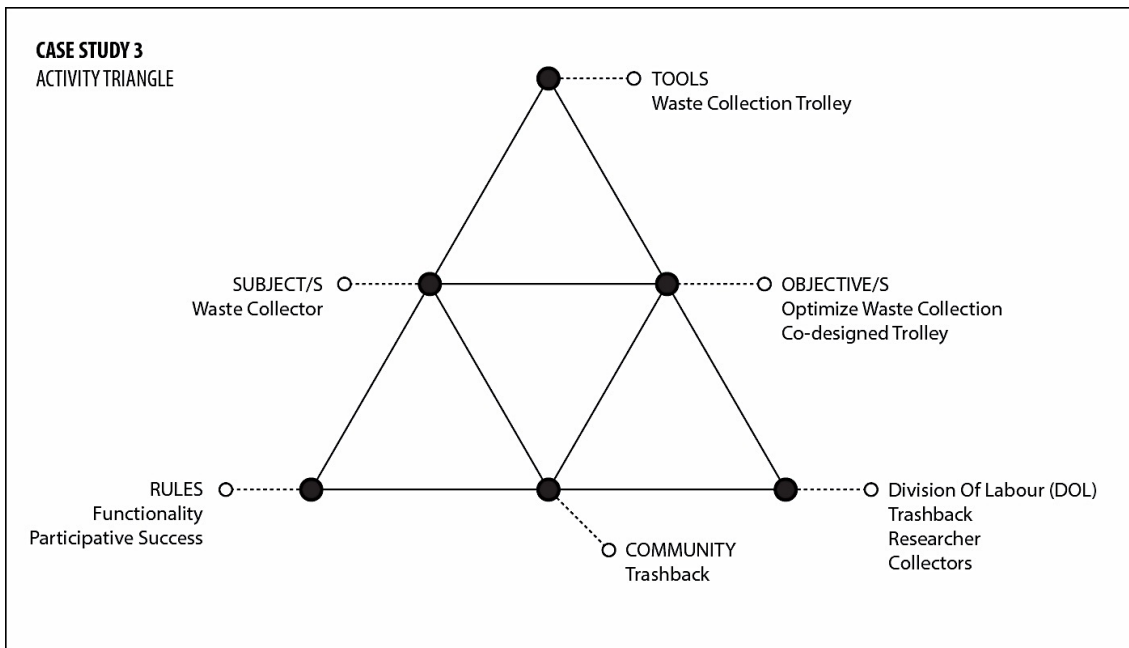 CASE STUDY 3
ACTIVITY TRIANGLE
TOOLS
Waste Collection Trolley
SUBJECT/S
Waste Collector
OBJECTIVE/S
Optimize Waste Collection
Co-designed Trolley
RULES
Functionality
Participative Success
COMMUNITY
Trashback
Division Of Labour (DOL)
Trashback
Researcher
Collectors